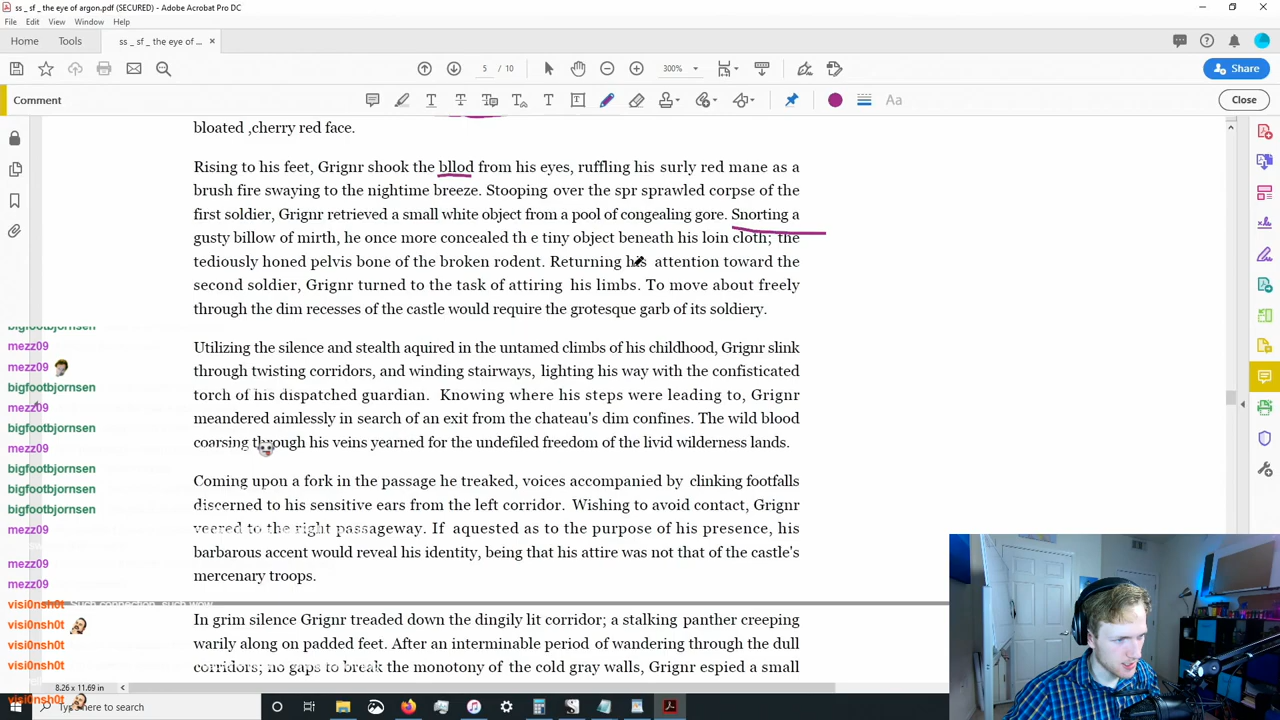 ss _ sf _ the eye of argon.pdf (SECURED) - Adobe Acrobat Pro DC
File Edit View Window Help
Home Tools ss _ sf _ the eye of ar... ×
5 / 10 300% Share
Comment Aa Close
bloated ,cherry red face.
Rising to his feet, Grignr shook the bllod from his eyes, ruffling his surly red mane as a
brush fire swaying to the nightime breeze. Stooping over the spr sprawled corpse of the
first soldier, Grignr retrieved a small white object from a pool of congealing gore. Snorting a
gusty billow of mirth, he once more concealed th e tiny object beneath his loin cloth; the
tediously honed pelvis bone of the broken rodent. Returning his attention toward the
second soldier, Grignr turned to the task of attiring his limbs. To move about freely
through the dim recesses of the castle would require the grotesque garb of its soldiery.
Utilizing the silence and stealth aquired in the untamed climbs of his childhood, Grignr slink
through twisting corridors, and winding stairways, lighting his way with the confisticated
torch of his dispatched guardian. Knowing where his steps were leading to, Grignr
meandered aimlessly in search of an exit from the chateau's dim confines. The wild blood
coarsing through his veins yearned for the undefiled freedom of the livid wilderness lands.
Coming upon a fork in the passage he treaked, voices accompanied by clinking footfalls
discerned to his sensitive ears from the left corridor. Wishing to avoid contact, Grignr
veered to the right passageway. If aquested as to the purpose of his presence, his
barbarous accent would reveal his identity, being that his attire was not that of the castle's
mercenary troops.
In grim silence Grignr treaded down the dingily lit corridor; a stalking panther creeping
warily along on padded feet. After an interminable period of wandering through the dull
corridors; no gaps to break the monotony of the cold gray walls, Grignr espied a small
bigfootbjornsen
mezz09
mezz09
bigfootbjornsen
mezz09
bigfootbjornsen
mezz09
bigfootbjornsen
bigfootbjornsen
bigfootbjornsen
mezz09
mezz09
mezz09
visi0nsh0t Such connection, such wow
visi0nsh0t
visi0nsh0t
visi0nsh0t
visi0nsh0t
8.26 x 11.69 in
Type here to search